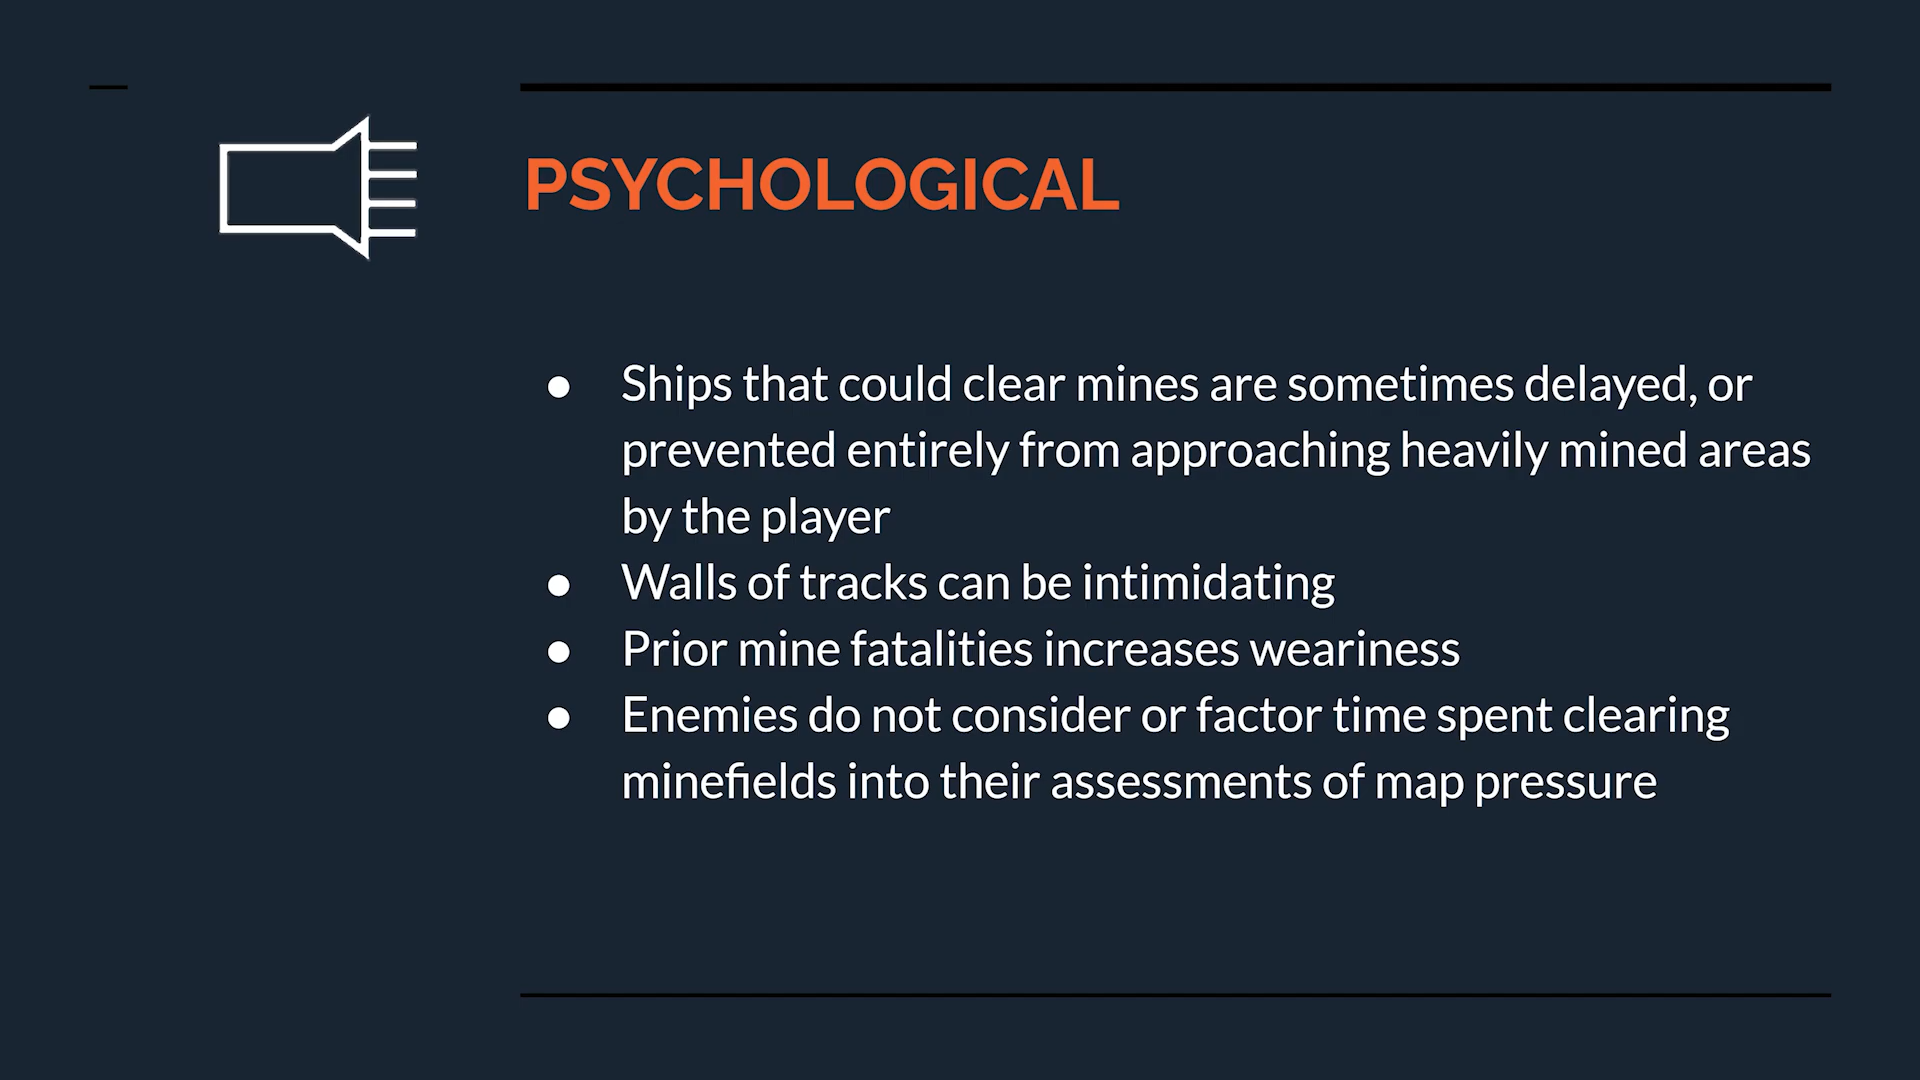 PSYCHOLOGICAL
● Ships that could clear mines are sometimes delayed, or
prevented entirely from approaching heavily mined areas
by the player
● Walls of tracks can be intimidating
● Prior mine fatalities increases weariness
● Enemies do not consider or factor time spent clearing
minefields into their assessments of map pressure